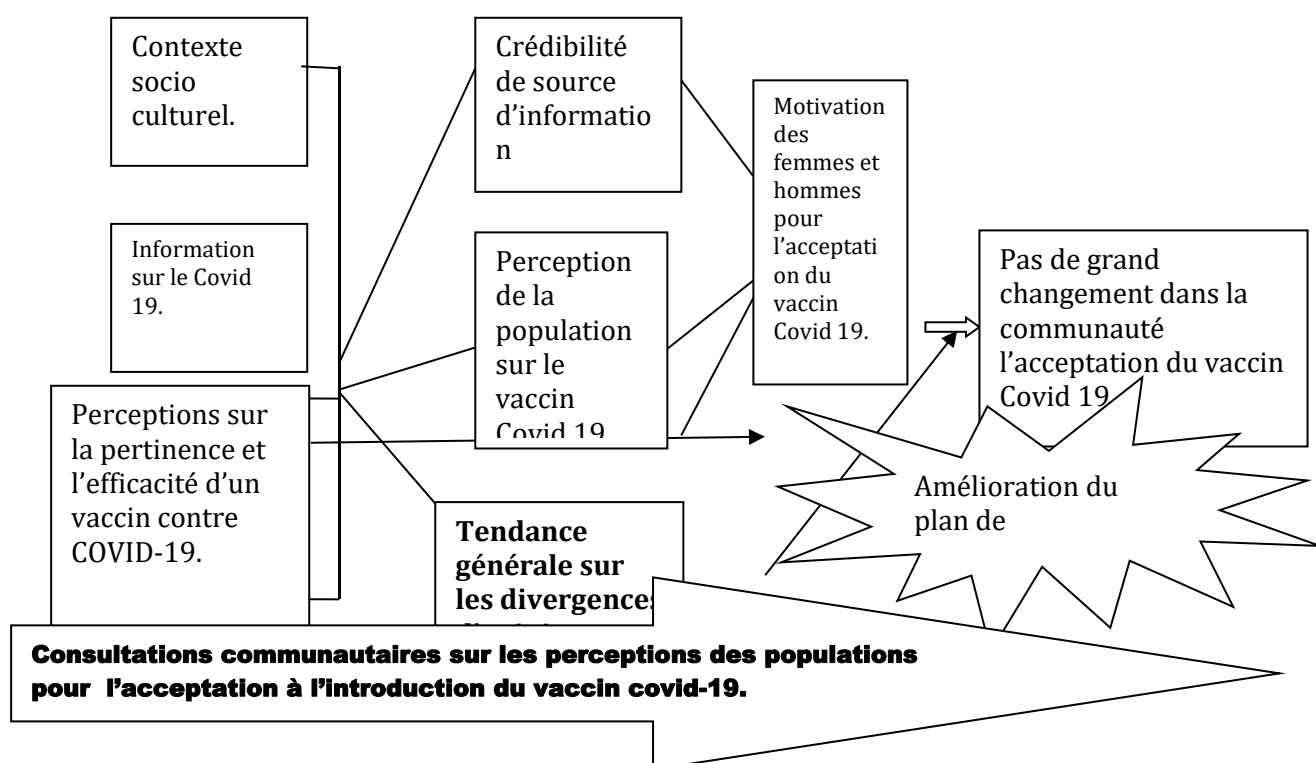 Contexte
socio
culturel.
Information
sur le Covid
19.
Perceptions sur
la pertinence et
l’efficacité d’un
vaccin contre
COVID-19.
Crédibilité
de source
d’informatio
n
Perception
de la
population
sur le
vaccin
Covid 19
Tendance
générale sur
les divergences
Motivation
des
femmes et
hommes
pour
l’acceptati
on du
vaccin
Covid 19.
Pas de grand
changement dans la
communauté
l’acceptation du vaccin
Covid 19
Amélioration du
plan de
Consultations communautaires sur les perceptions des populations
pour l’acceptation à l’introduction du vaccin covid-19.